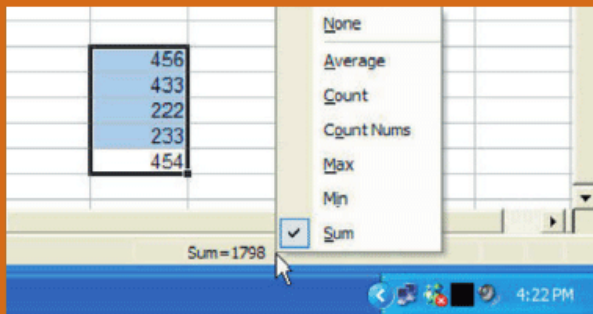 None
456
Average
433
Count
222
Count Nums
233
Max
454
Min
Sum
Sum=1798
4:22 PM